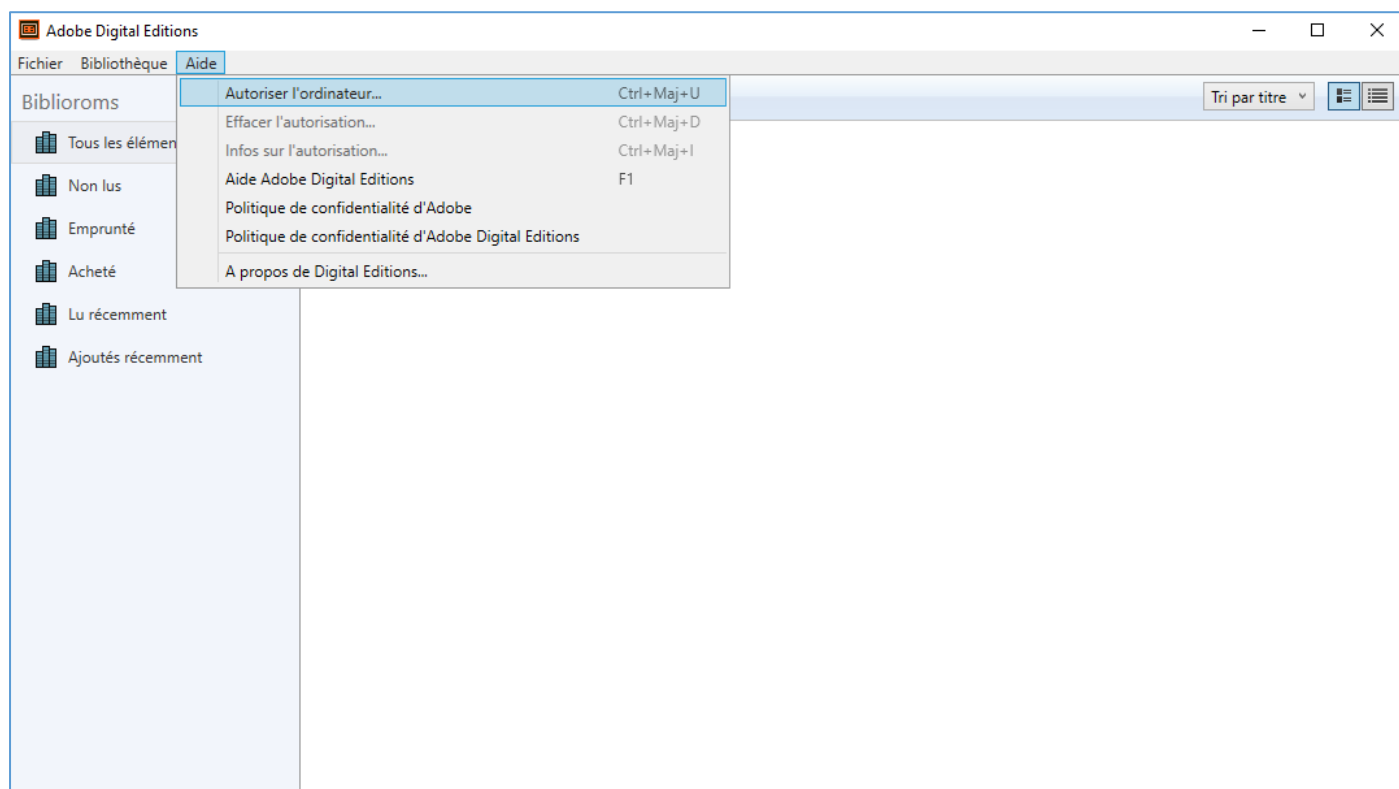 Adobe Digital Editions
Fichier Bibliothèque Aide
Biblioroms
Autoriser l'ordinateur... Ctrl+Maj+U
Effacer l'autorisation... Ctrl+Maj+D
Infos sur l'autorisation... Ctrl+Maj+I
Aide Adobe Digital Editions F1
Politique de confidentialité d'Adobe
Politique de confidentialité d'Adobe Digital Editions
A propos de Digital Editions...
Tri par titre
Tous les élémen
Non lus
Emprunté
Acheté
Lu récemment
Ajoutés récemment